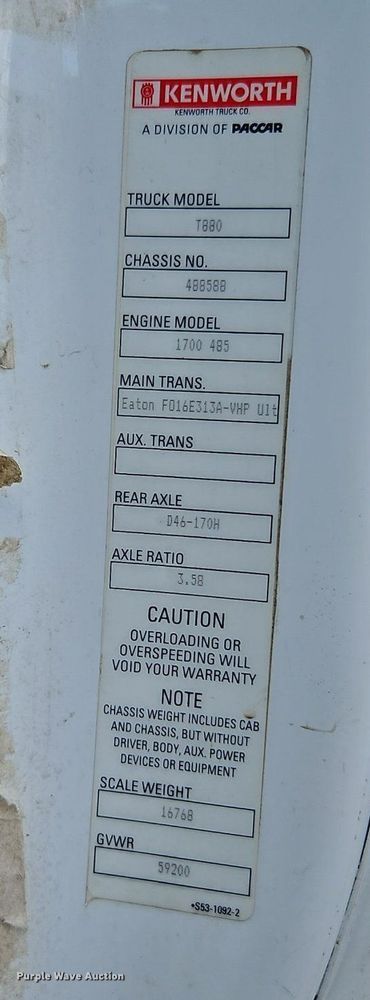 KENWORTH
KENWORTH TRUCK CO.
A DIVISION OF PACCAR
TRUCK MODEL
T880
CHASSIS NO.
488588
ENGINE MODEL
1700 485
MAIN TRANS.
Eaton FO16E313A-VHP Ult
AUX. TRANS
REAR AXLE
D46-170H
AXLE RATIO
3.58
CAUTION
OVERLOADING OR
OVERSPEEDING WILL
VOID YOUR WARRANTY
NOTE
CHASSIS WEIGHT INCLUDES CAB
AND CHASSIS, BUT WITHOUT
DRIVER, BODY, AUX. POWER
DEVICES OR EQUIPMENT
SCALE WEIGHT
16768
GVWR
59200
*S53-1092-2
Purple Wave Auction